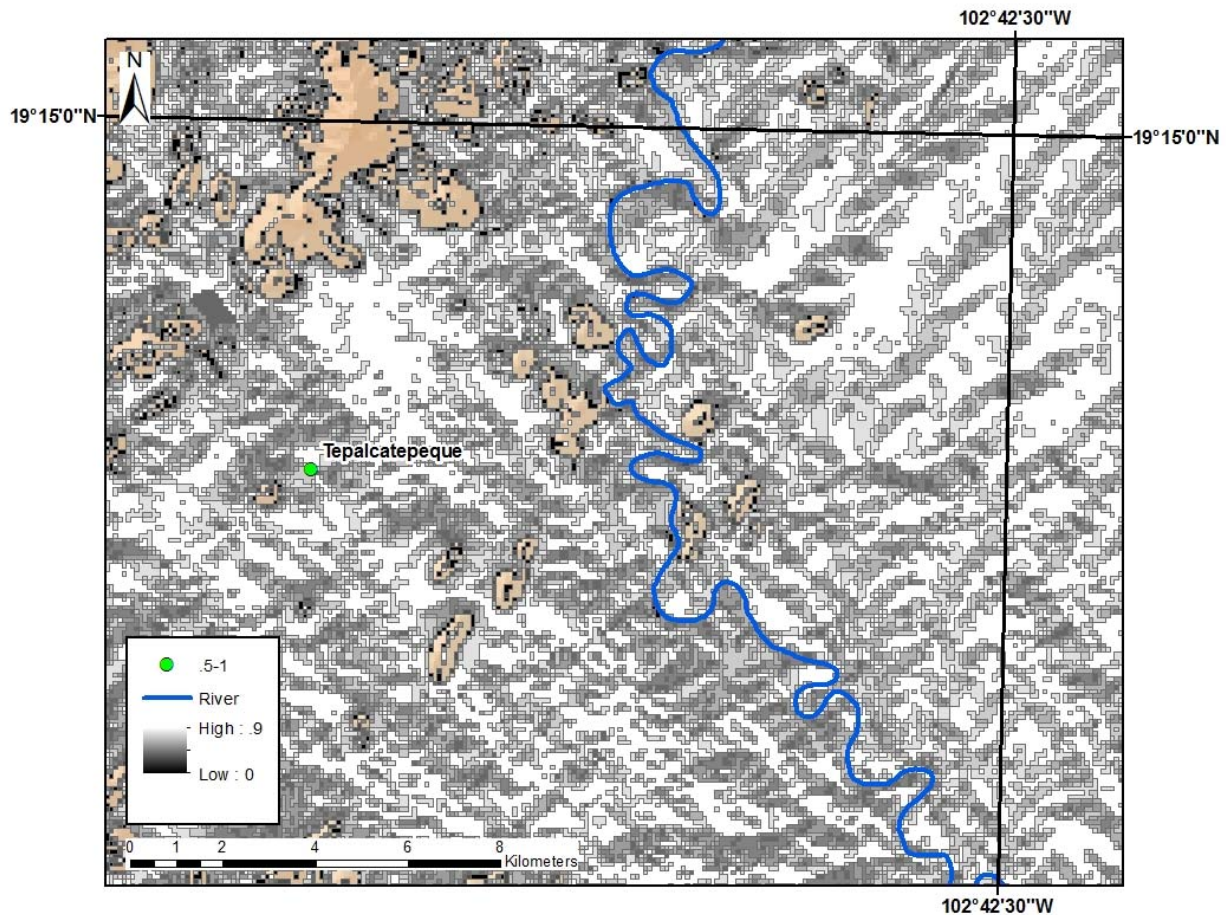 102°42'30"W
N
19°15'0"N
19°15'0"N
Tepalcatepeque
.5-1
River
High : .9
Low : 0
0 1 2 4 6 8
Kilometers
102°42'30"W